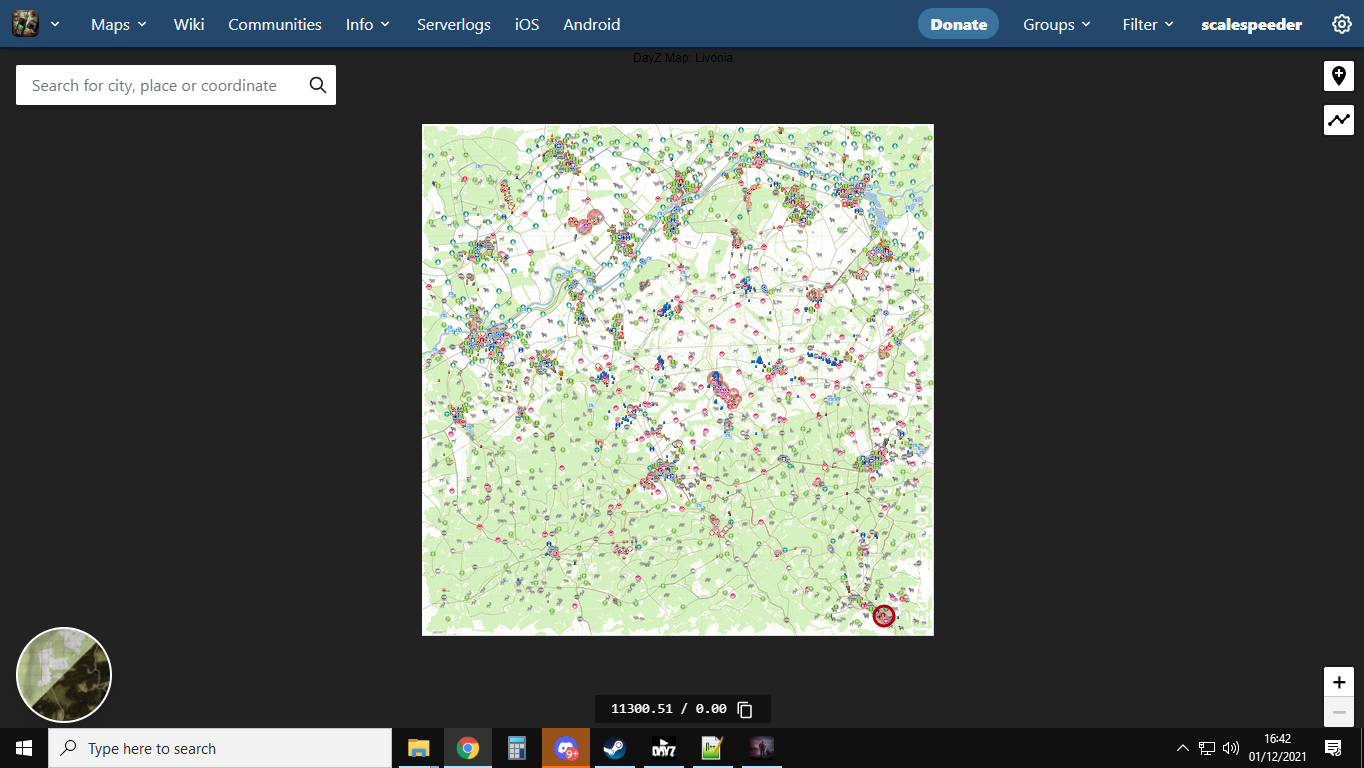 Maps Wiki Communities Info Serverlogs iOS Android Donate Groups Filter scalespeeder
DayZ Map: Livonia
Search for city, place or coordinate
11300.51 / 0.00
Type here to search
9+
DAYZ
16:42
01/12/2021